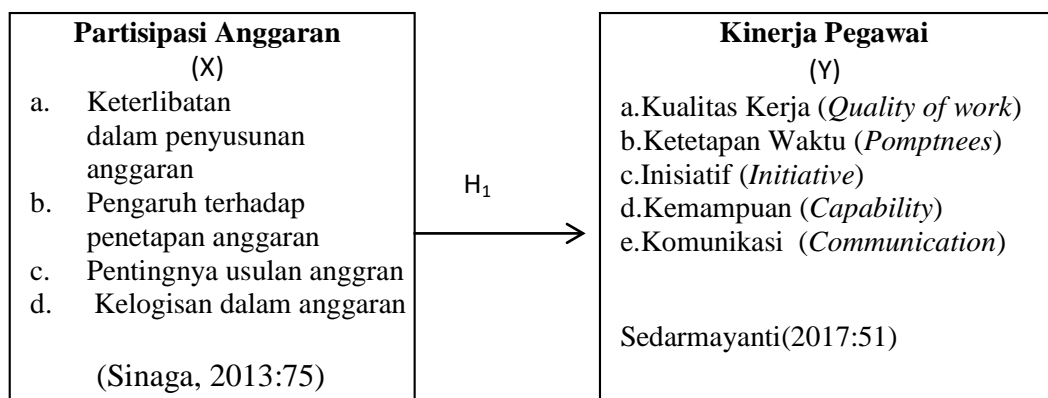 Partisipasi Anggaran
(X)
a. Keterlibatan
dalam penyusunan
anggaran
b. Pengaruh terhadap
penetapan anggaran
c. Pentingnya usulan anggran
d. Kelogisan dalam anggaran
(Sinaga, 2013:75)
H1
Kinerja Pegawai
(Y)
a.Kualitas Kerja (Quality of work)
b.Ketetapan Waktu (Pomptnees)
c.Inisiatif (Initiative)
d.Kemampuan (Capability)
e.Komunikasi (Communication)
Sedarmayanti(2017:51)